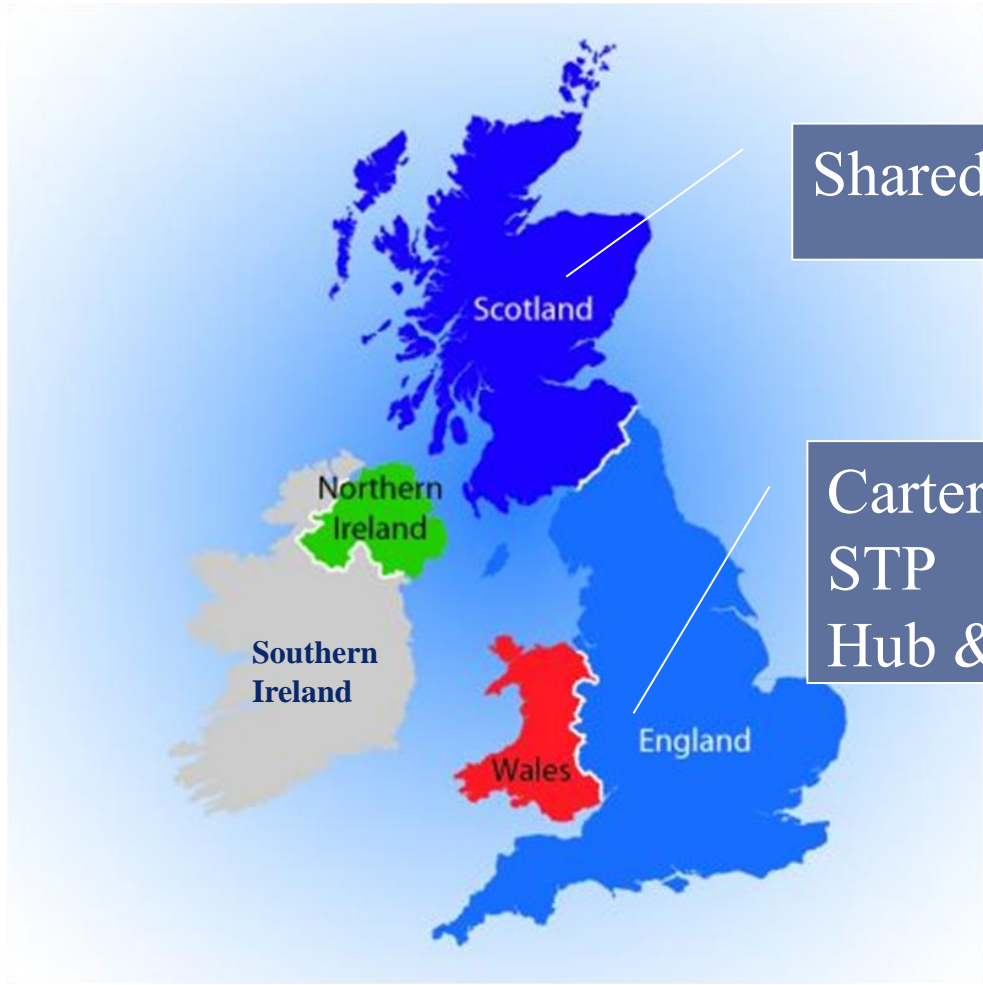 Shared
Scotland
Carter
STP
Hub &
Northern
Ireland
Southern
Ireland
England
Wales